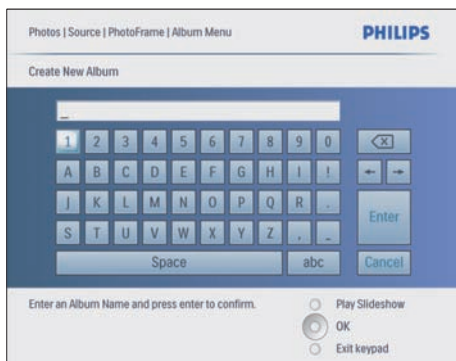 Photos | Source | PhotoFrame | Album Menu
PHILIPS
Create New Album
_
1 2 3 4 5 6 7 8 9 0
A B C D E F G H I !
J K L M N O P Q R .
Enter
S T U V W X Y Z , _
Space abc Cancel
Enter an Album Name and press enter to confirm.
Play Slideshow
OK
Exit keypad